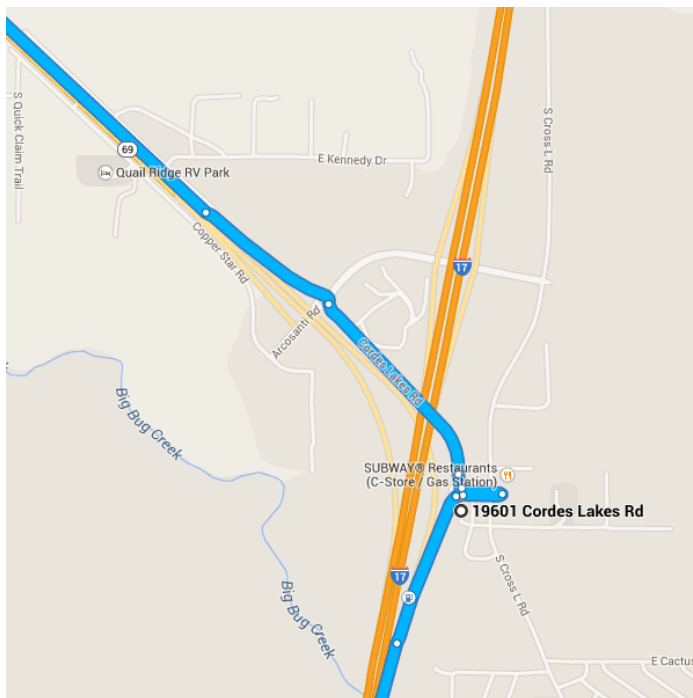 S Quick Claim Trail
69
Quail Ridge RV Park
E Kennedy Dr
S Cross L Rd
Copper Star Rd
17
Arcosanti Rd
Cordes Lakes Rd
Big Bug Creek
SUBWAY® Restaurants
(C-Store / Gas Station)
19601 Cordes Lakes Rd
17
S Cross L Rd
Big Bug Creek
E Cactus